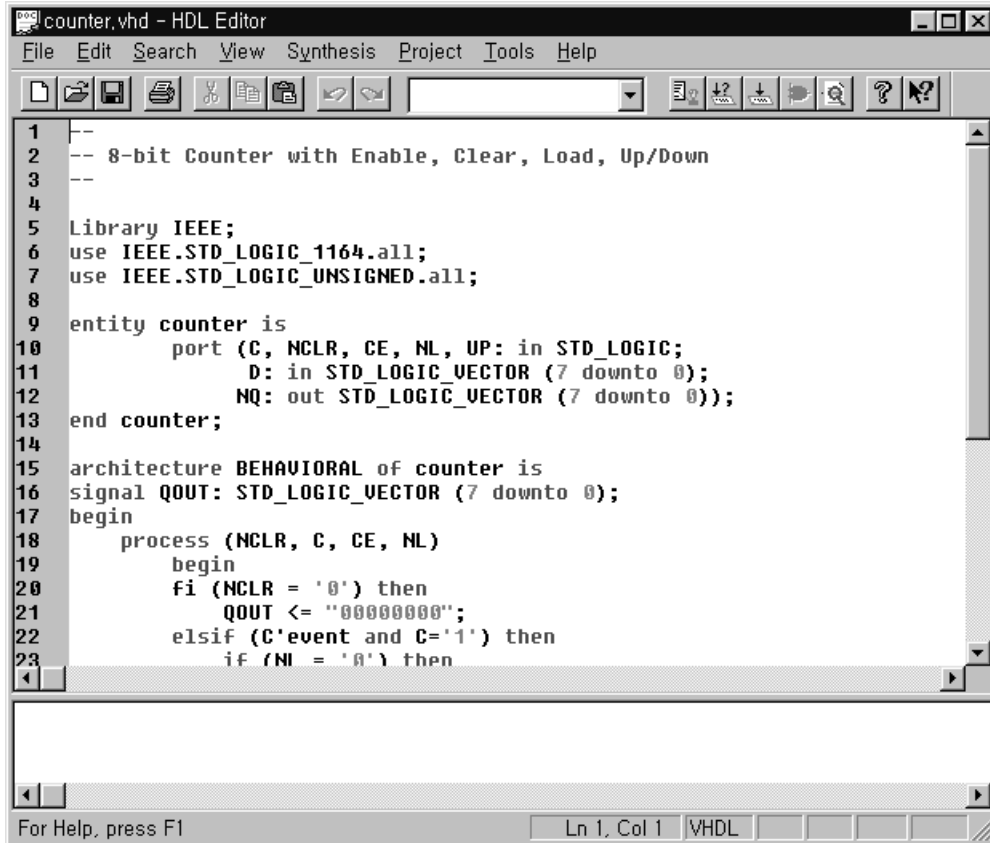 counter.vhd - HDL Editor
File Edit Search View Synthesis Project Tools Help
1 --
2 -- 8-bit Counter with Enable, Clear, Load, Up/Down
3 --
4
5 Library IEEE;
6 use IEEE.STD_LOGIC_1164.all;
7 use IEEE.STD_LOGIC_UNSIGNED.all;
8
9 entity counter is
10 port (C, NCLR, CE, NL, UP: in STD_LOGIC;
11 D: in STD_LOGIC_VECTOR (7 downto 0);
12 NQ: out STD_LOGIC_VECTOR (7 downto 0));
13 end counter;
14
15 architecture BEHAVIORAL of counter is
16 signal QOUT: STD_LOGIC_VECTOR (7 downto 0);
17 begin
18 process (NCLR, C, CE, NL)
19 begin
20 fi (NCLR = '0') then
21 QOUT <= "00000000";
22 elsif (C'event and C='1') then
23 if (NL = '0') then
For Help, press F1
Ln 1, Col 1 VHDL